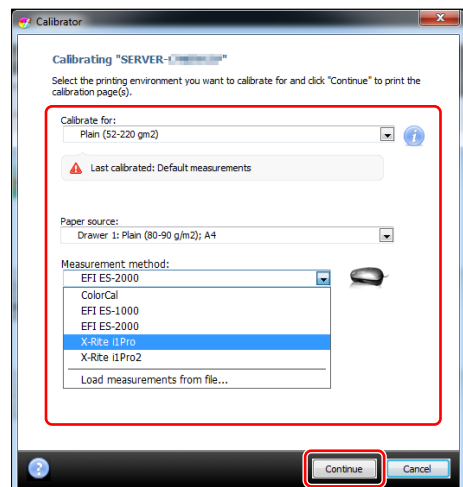 Calibrator
Calibrating "SERVER-
Select the printing environment you want to calibrate for and click "Continue" to print the
calibration page(s).
Calibrate for:
Plain (52-220 gm2)
Last calibrated: Default measurements
Paper source:
Drawer 1: Plain (80-90 g/m2); A4
Measurement method:
EFI ES-2000
ColorCal
EFI ES-1000
EFI ES-2000
X-Rite i1Pro
X-Rite i1Pro2
Load measurements from file...
Continue Cancel